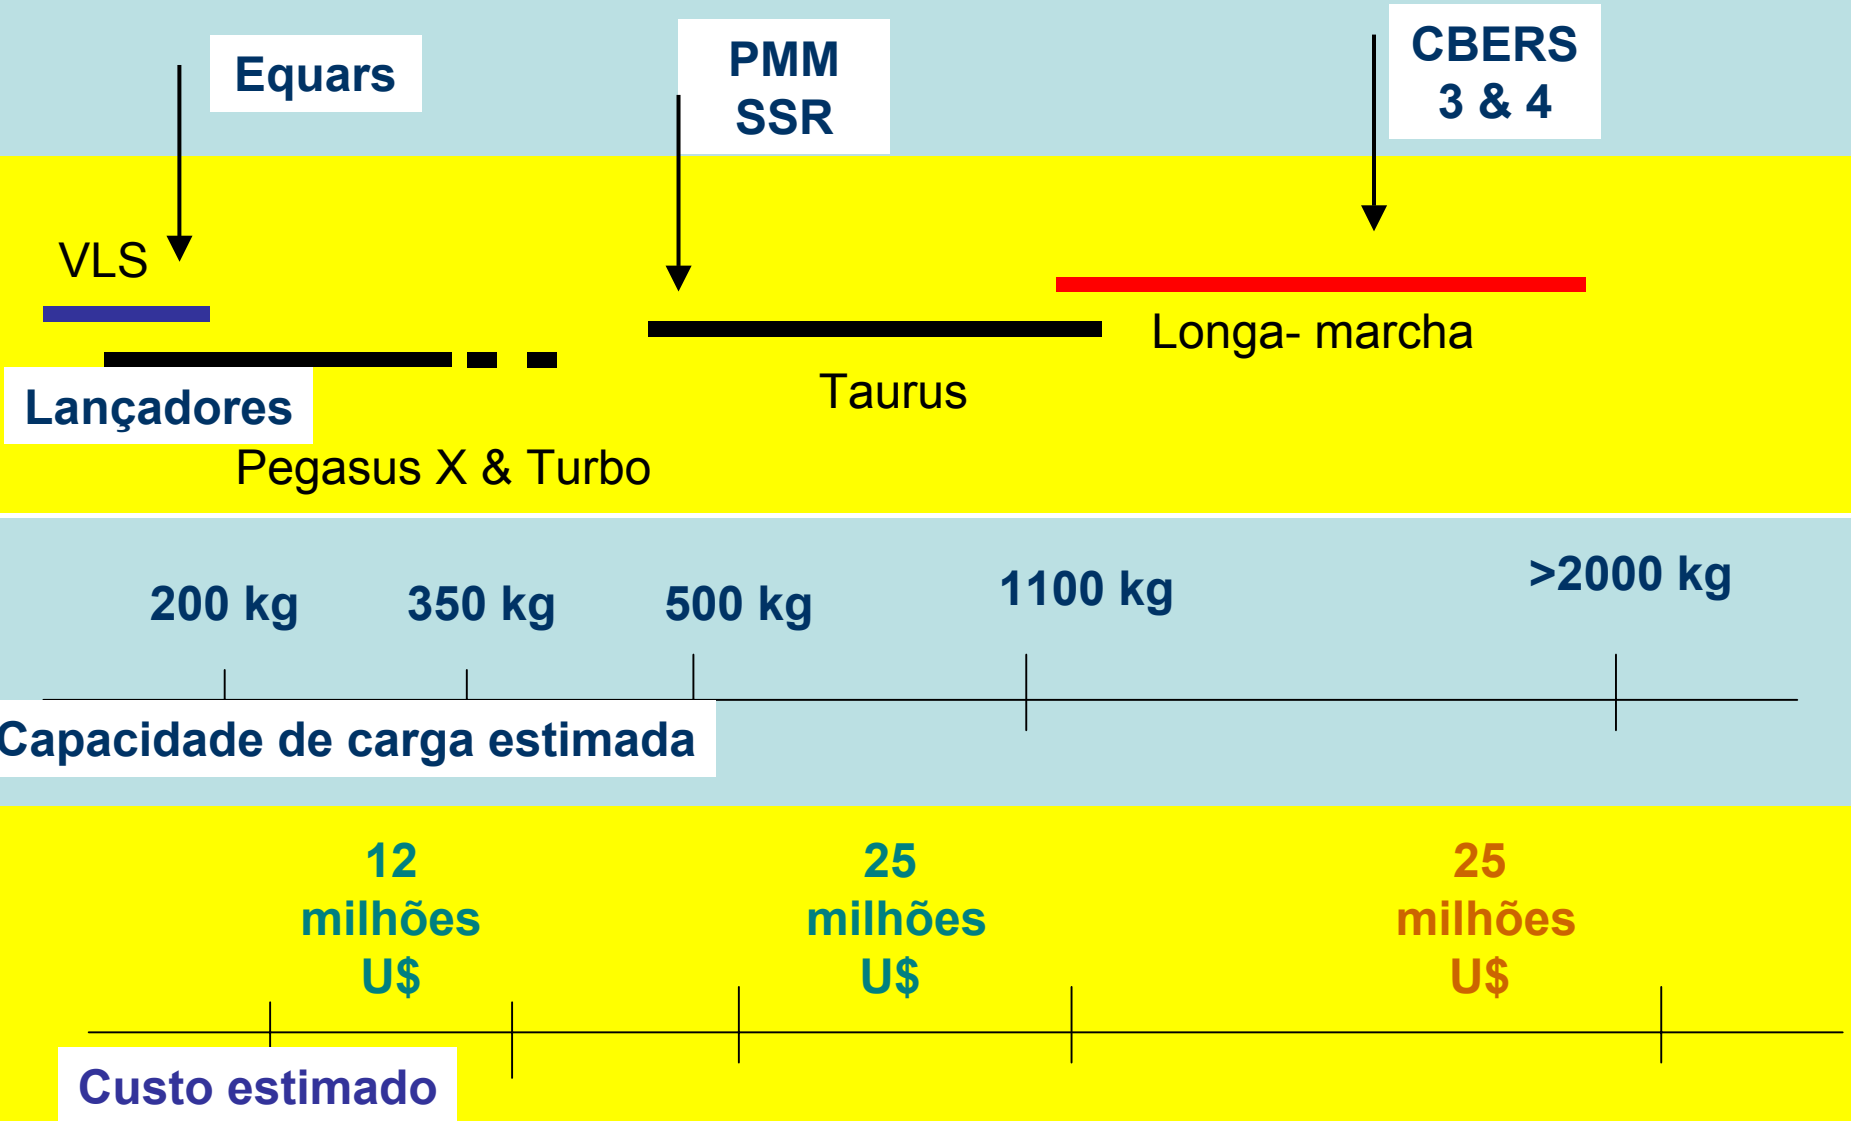 Equars
PMM
SSR
CBERS
3 & 4
VLS
Longa- marcha
Taurus
Lançadores
Pegasus X & Turbo
200 kg
350 kg
500 kg
1100 kg
>2000 kg
Capacidade de carga estimada
12
milhões
U$
25
milhões
U$
25
milhões
U$
Custo estimado